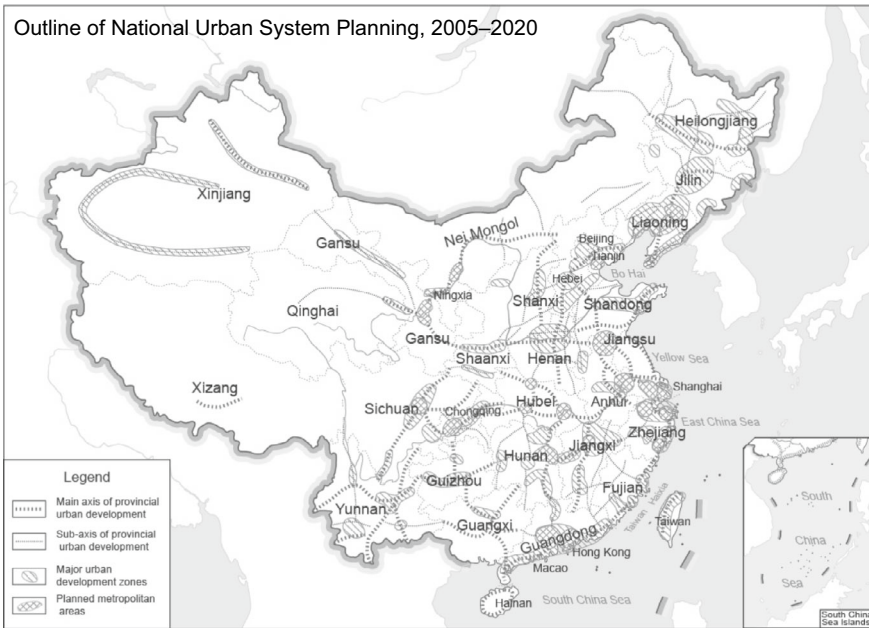 Outline of National Urban System Planning, 2005–2020
Heilongjiang
Jilin
Xinjiang
Liaoning
Nei Mongol
Gansu
Beijing
Tianjin
Bo Hai
Hebei
Ningxia
Shanxi
Shandong
Qinghai
Gansu
Jiangsu
Shaanxi
Henan
Yellow Sea
Xizang
Shanghai
Hubei
Anhui
Sichuan
Chongqing
East China Sea
Zhejiang
Jiangxi
Hunan
Guizhou
Fujian
Yunnan
Guangxi
Taiwan
Guangdong
Hong Kong
Macao
Hainan
South China Sea
Legend
Main axis of provincial
urban development
Sub-axis of provincial
urban development
Major urban
development zones
Planned metropolitan
areas
South
China
Sea
South China
Sea Islands